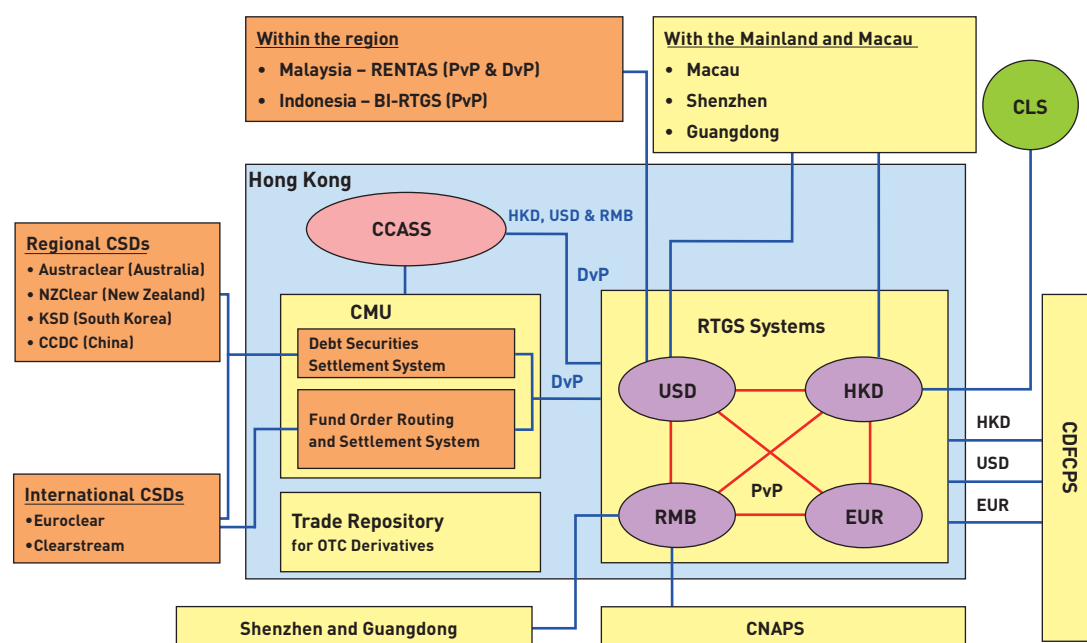 Within the region
• Malaysia – RENTAS (PvP & DvP)
• Indonesia – BI-RTGS (PvP)
With the Mainland and Macau
• Macau
• Shenzhen
• Guangdong
CLS
Hong Kong
CCASS
HKD, USD & RMB
DvP
Regional CSDs
• Austraclear (Australia)
• NZClear (New Zealand)
• KSD (South Korea)
• CCDC (China)
CMU
Debt Securities
Settlement System
Fund Order Routing
and Settlement System
DvP
RTGS Systems
USD
HKD
PvP
RMB
EUR
HKD
USD
EUR
CDFCPS
International CSDs
•Euroclear
•Clearstream
Trade Repository
for OTC Derivatives
Shenzhen and Guangdong
CNAPS